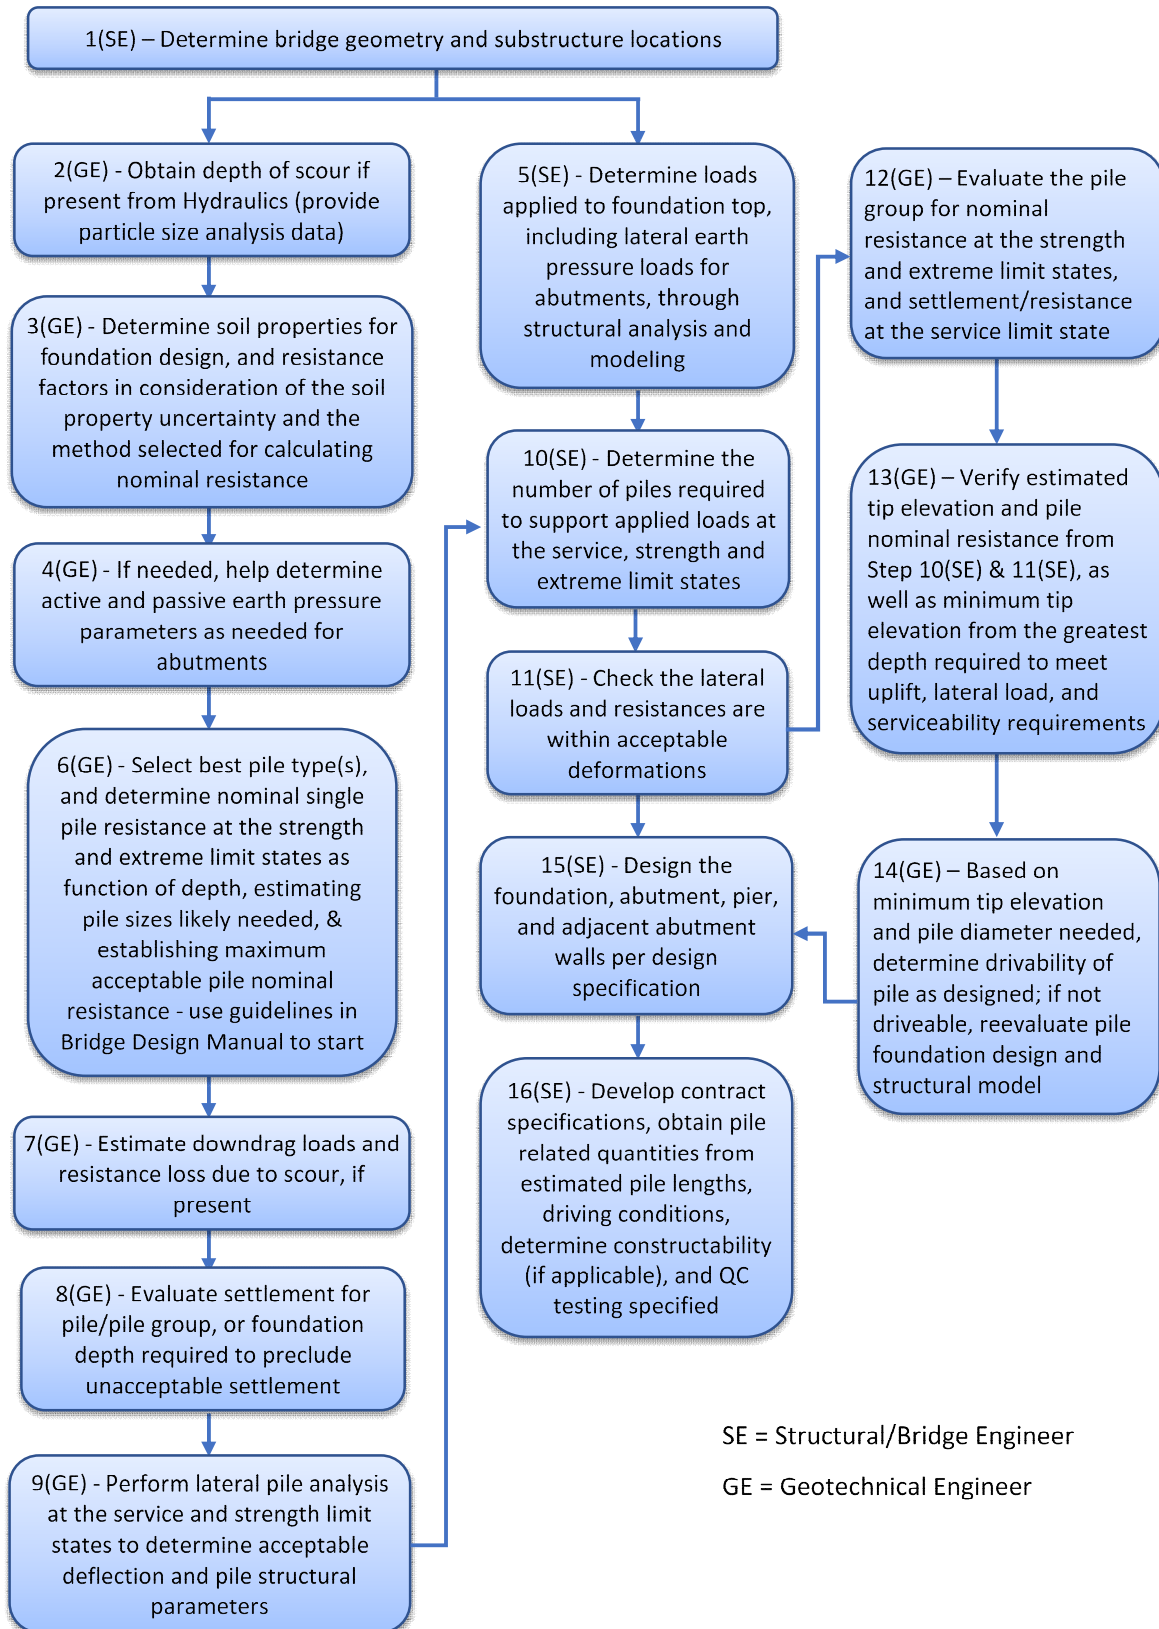 1(SE) – Determine bridge geometry and substructure locations
2(GE) - Obtain depth of scour if
present from Hydraulics (provide
particle size analysis data)
3(GE) - Determine soil properties for
foundation design, and resistance
factors in consideration of the soil
property uncertainty and the
method selected for calculating
nominal resistance
4(GE) - If needed, help determine
active and passive earth pressure
parameters as needed for
abutments
6(GE) - Select best pile type(s),
and determine nominal single
pile resistance at the strength
and extreme limit states as
function of depth, estimating
pile sizes likely needed, &
establishing maximum
acceptable pile nominal
resistance - use guidelines in
Bridge Design Manual to start
7(GE) - Estimate downdrag loads and
resistance loss due to scour, if
present
8(GE) - Evaluate settlement for
pile/pile group, or foundation
depth required to preclude
unacceptable settlement
9(GE) - Perform lateral pile analysis
at the service and strength limit
states to determine acceptable
deflection and pile structural
parameters
5(SE) - Determine loads
applied to foundation top,
including lateral earth
pressure loads for
abutments, through
structural analysis and
modeling
10(SE) - Determine the
number of piles required
to support applied loads at
the service, strength and
extreme limit states
11(SE) - Check the lateral
loads and resistances are
within acceptable
deformations
15(SE) - Design the
foundation, abutment, pier,
and adjacent abutment
walls per design
specification
16(SE) - Develop contract
specifications, obtain pile
related quantities from
estimated pile lengths,
driving conditions,
determine constructability
(if applicable), and QC
testing specified
12(GE) – Evaluate the pile
group for nominal
resistance at the strength
and extreme limit states,
and settlement/resistance
at the service limit state
13(GE) – Verify estimated
tip elevation and pile
nominal resistance from
Step 10(SE) & 11(SE), as
well as minimum tip
elevation from the greatest
depth required to meet
uplift, lateral load, and
serviceability requirements
14(GE) – Based on
minimum tip elevation
and pile diameter needed,
determine drivability of
pile as designed; if not
driveable, reevaluate pile
foundation design and
structural model
SE = Structural/Bridge Engineer
GE = Geotechnical Engineer